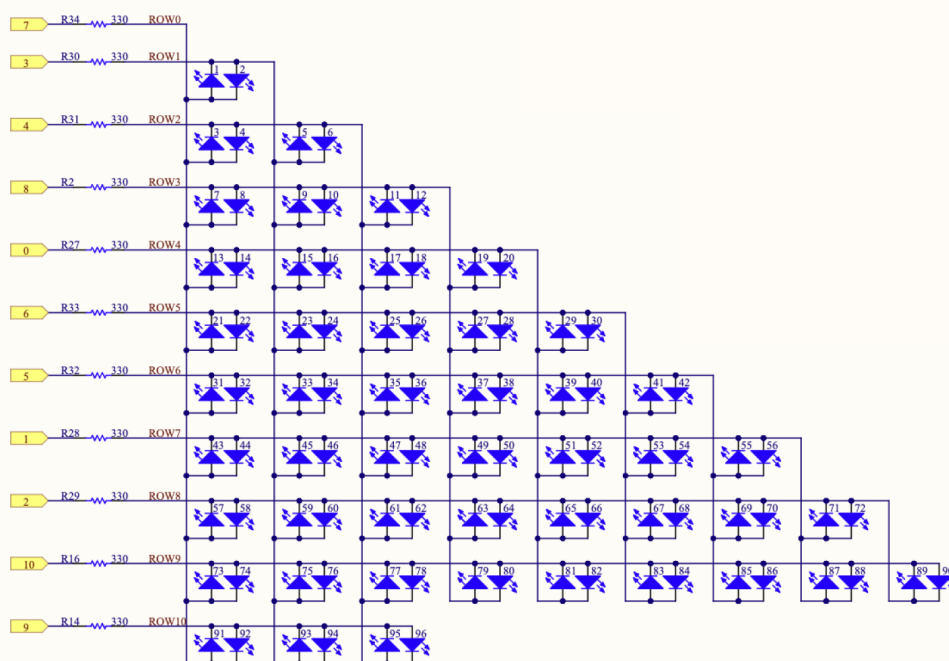 7 R34 330 ROW0
3 R30 330 ROW1
1 2
4 R31 330 ROW2
3 4 5 6
8 R2 330 ROW3
7 8 9 10 11 12
0 R27 330 ROW4
13 14 15 16 17 18 19 20
6 R33 330 ROW5
21 22 23 24 25 26 27 28 29 30
5 R32 330 ROW6
31 32 33 34 35 36 37 38 39 40 41 42
1 R28 330 ROW7
43 44 45 46 47 48 49 50 51 52 53 54 55 56
2 R29 330 ROW8
57 58 59 60 61 62 63 64 65 66 67 68 69 70 71 72
10 R16 330 ROW9
73 74 75 76 77 78 79 80 81 82 83 84 85 86 87 88 89
9 R14 330 ROW10
91 92 93 94 95 96